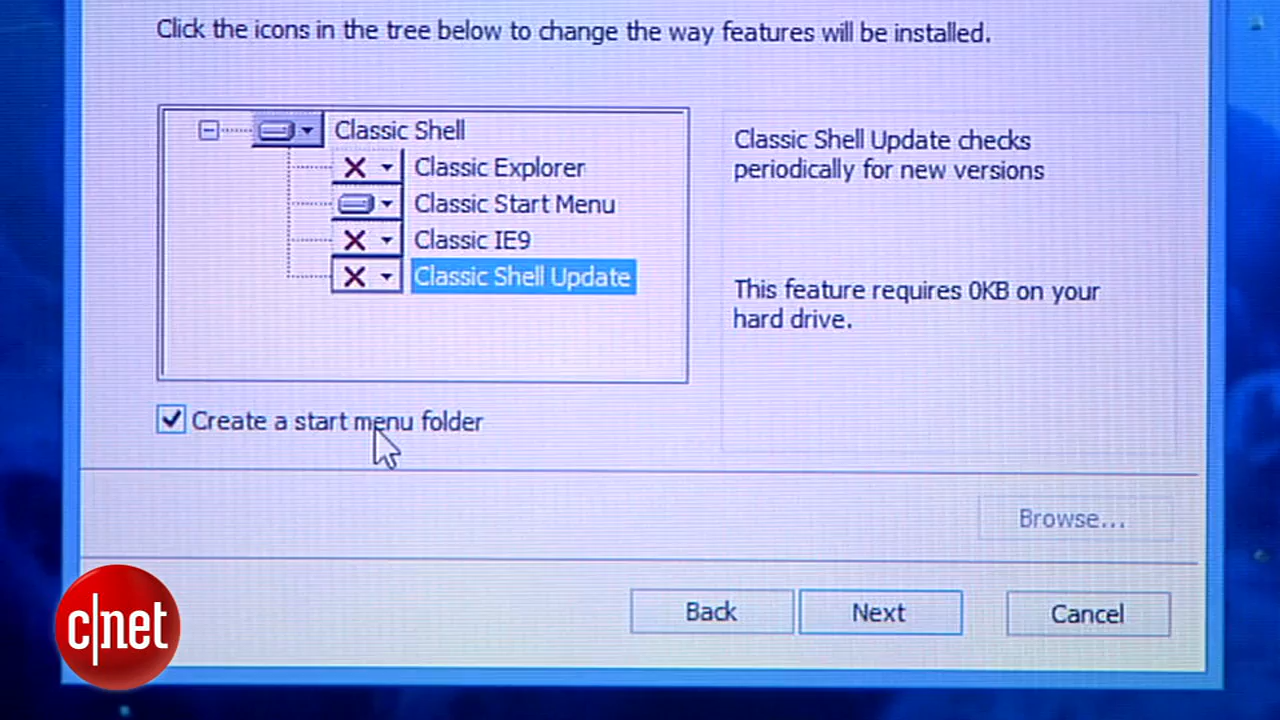 Click the icons in the tree below to change the way features will be installed.
Classic Shell
Classic Explorer
Classic Start Menu
Classic IE9
Classic Shell Update
Classic Shell Update checks
periodically for new versions
This feature requires 0KB on your
hard drive.
Create a start menu folder
Browse...
Back
Next
Cancel
c|net